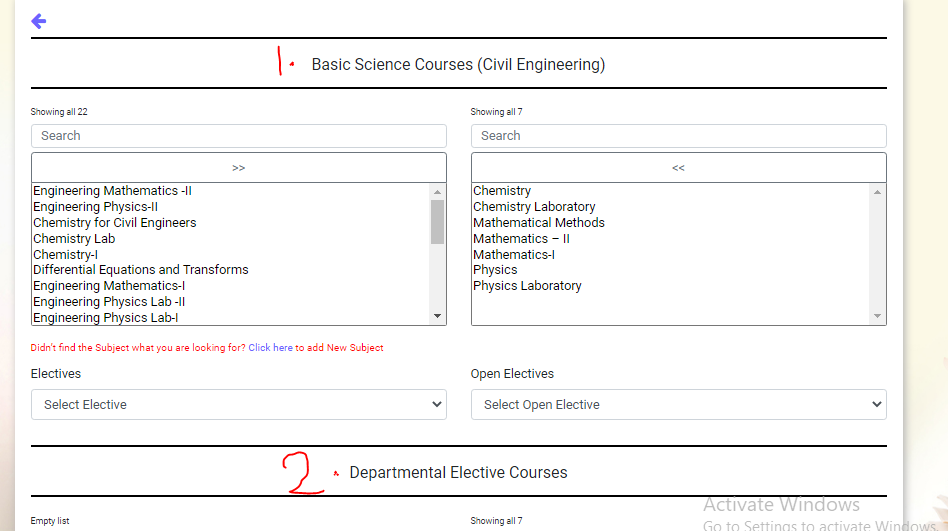 1. Basic Science Courses (Civil Engineering)
Showing all 22
Showing all 7
Search
Search
>>
<<
Engineering Mathematics -II
Engineering Physics-II
Chemistry for Civil Engineers
Chemistry Lab
Chemistry-I
Differential Equations and Transforms
Engineering Mathematics-I
Engineering Physics Lab -II
Engineering Physics Lab-I
Chemistry
Chemistry Laboratory
Mathematical Methods
Mathematics – II
Mathematics-I
Physics
Physics Laboratory
Didn't find the Subject what you are looking for? Click here to add New Subject
Electives
Open Electives
Select Elective
Select Open Elective
2. Departmental Elective Courses
Empty list
Showing all 7
Activate Windows
Go to Settings to activate Windows.